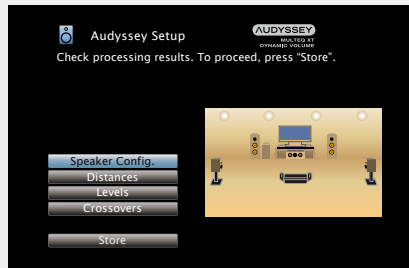 Audyssey Setup
AUDYSSEY
MULTEQ XT
DYNAMIC VOLUME
Check processing results. To proceed, press “Store”.
Speaker Config.
Distances
Levels
Crossovers
Store